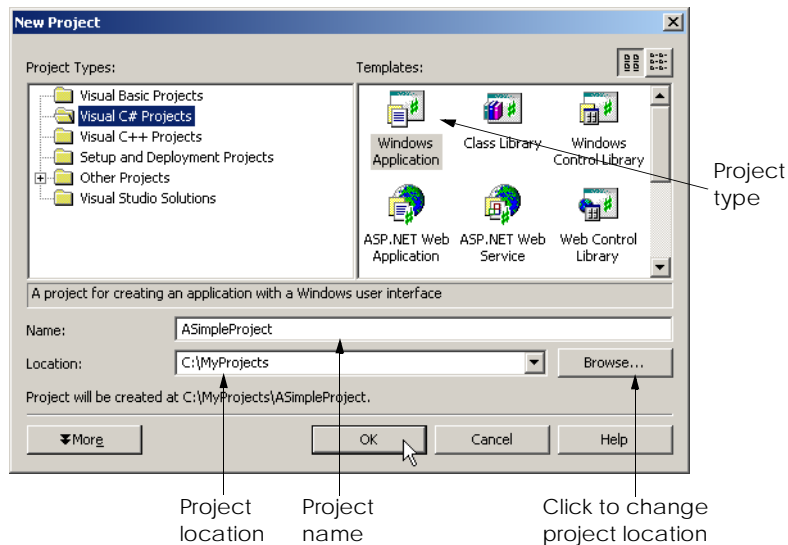 New Project
Project Types:
Templates:
Visual Basic Projects
Visual C# Projects
Visual C++ Projects
Setup and Deployment Projects
Other Projects
Visual Studio Solutions
Windows
Application
Class Library
Windows
Control Library
ASP.NET Web
Application
ASP.NET Web
Service
Web Control
Library
Project
type
A project for creating an application with a Windows user interface
Name:
ASimpleProject
Location:
C:\MyProjects
Browse...
Project will be created at C:\MyProjects\ASimpleProject.
More
OK
Cancel
Help
Project
location
Project
name
Click to change
project location